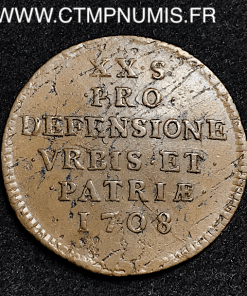 WWW.CTMPNUMIS.FR
XX S
PRO
DEFENSIONE
VRBIS ET
PATRIÆ
1708